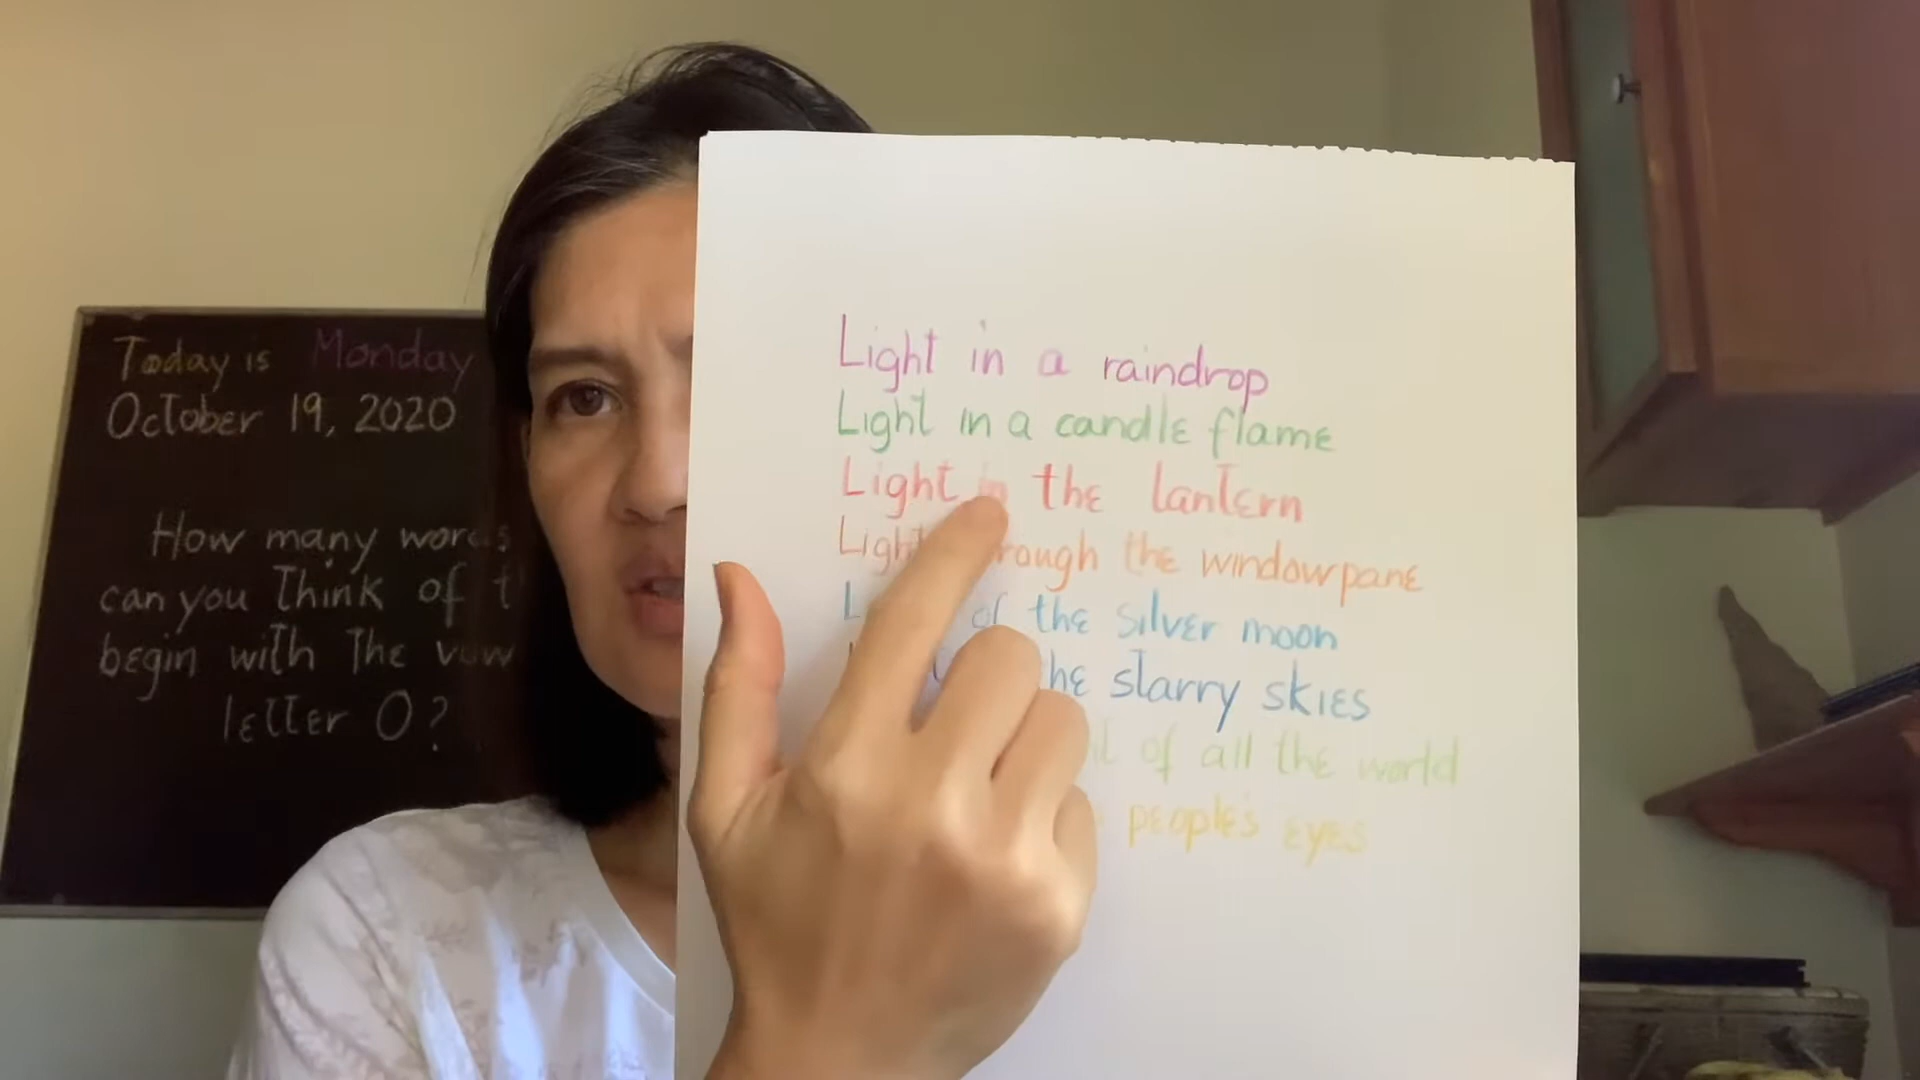 Today is Monday
October 19, 2020
How many words
can you Think of
begin with The
letter O?
Light in a raindrop
Light in a candle flame
Light in the lantern
Light the windowpane
of the silver moon
starry skies
of all the world
people's eyes